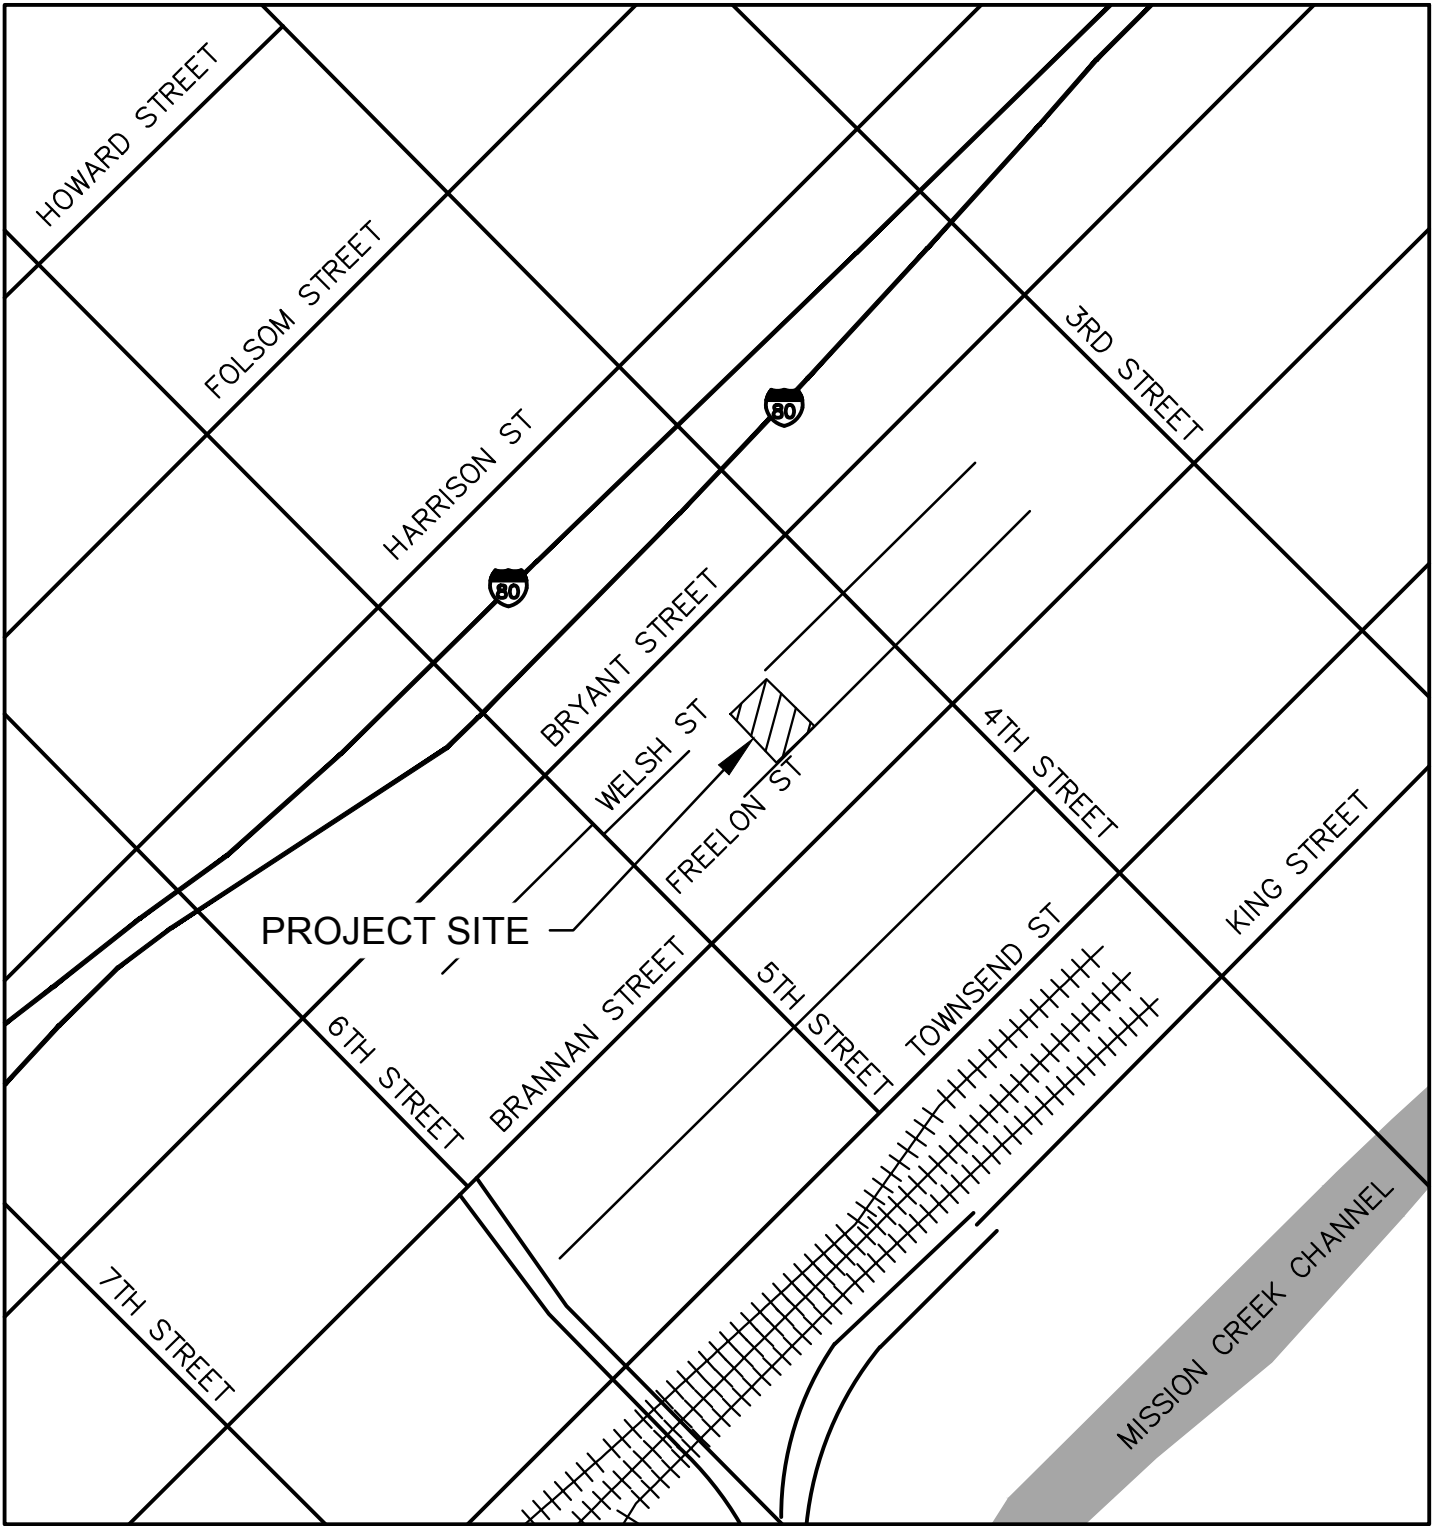 HOWARD STREET
FOLSOM STREET
3RD STREET
80
HARRISON ST
80
BRYANT STREET
WELSH ST
4TH STREET
FREELON ST
KING STREET
PROJECT SITE
TOWNSEND ST
BRANNAN STREET
5TH STREET
6TH STREET
MISSION CREEK CHANNEL
7TH STREET